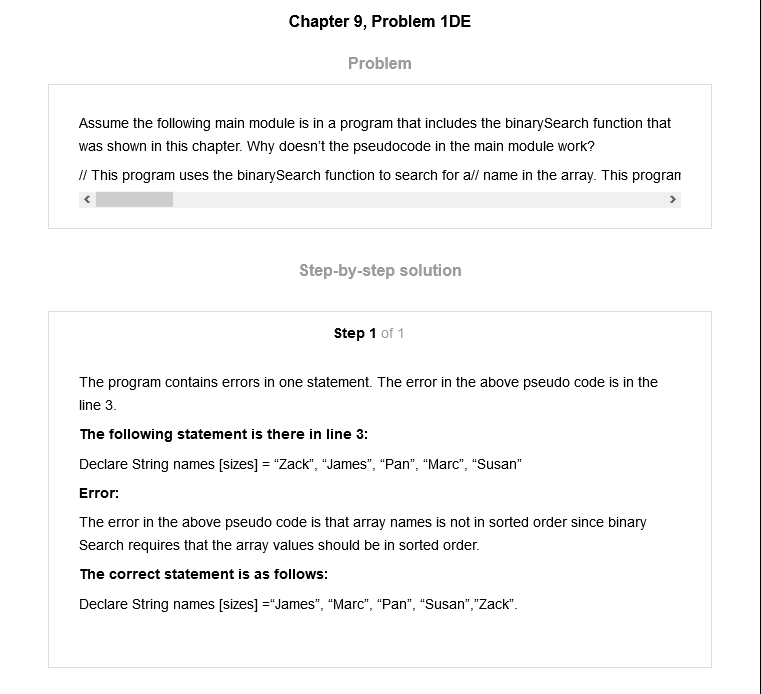 Chapter 9, Problem 1DE
Problem
Assume the following main module is in a program that includes the binarySearch function that
was shown in this chapter. Why doesn't the pseudocode in the main module work?
// This program uses the binarySearch function to search for a// name in the array. This program
Step-by-step solution
Step 1 of 1
The program contains errors in one statement. The error in the above pseudo code is in the
line 3.
The following statement is there in line 3:
Declare String names [sizes] = “Zack”, “James”, “Pan”, “Marc”, “Susan”
Error:
The error in the above pseudo code is that array names is not in sorted order since binary
Search requires that the array values should be in sorted order.
The correct statement is as follows:
Declare String names [sizes] =“James”, “Marc”, “Pan”, “Susan”,”Zack”.